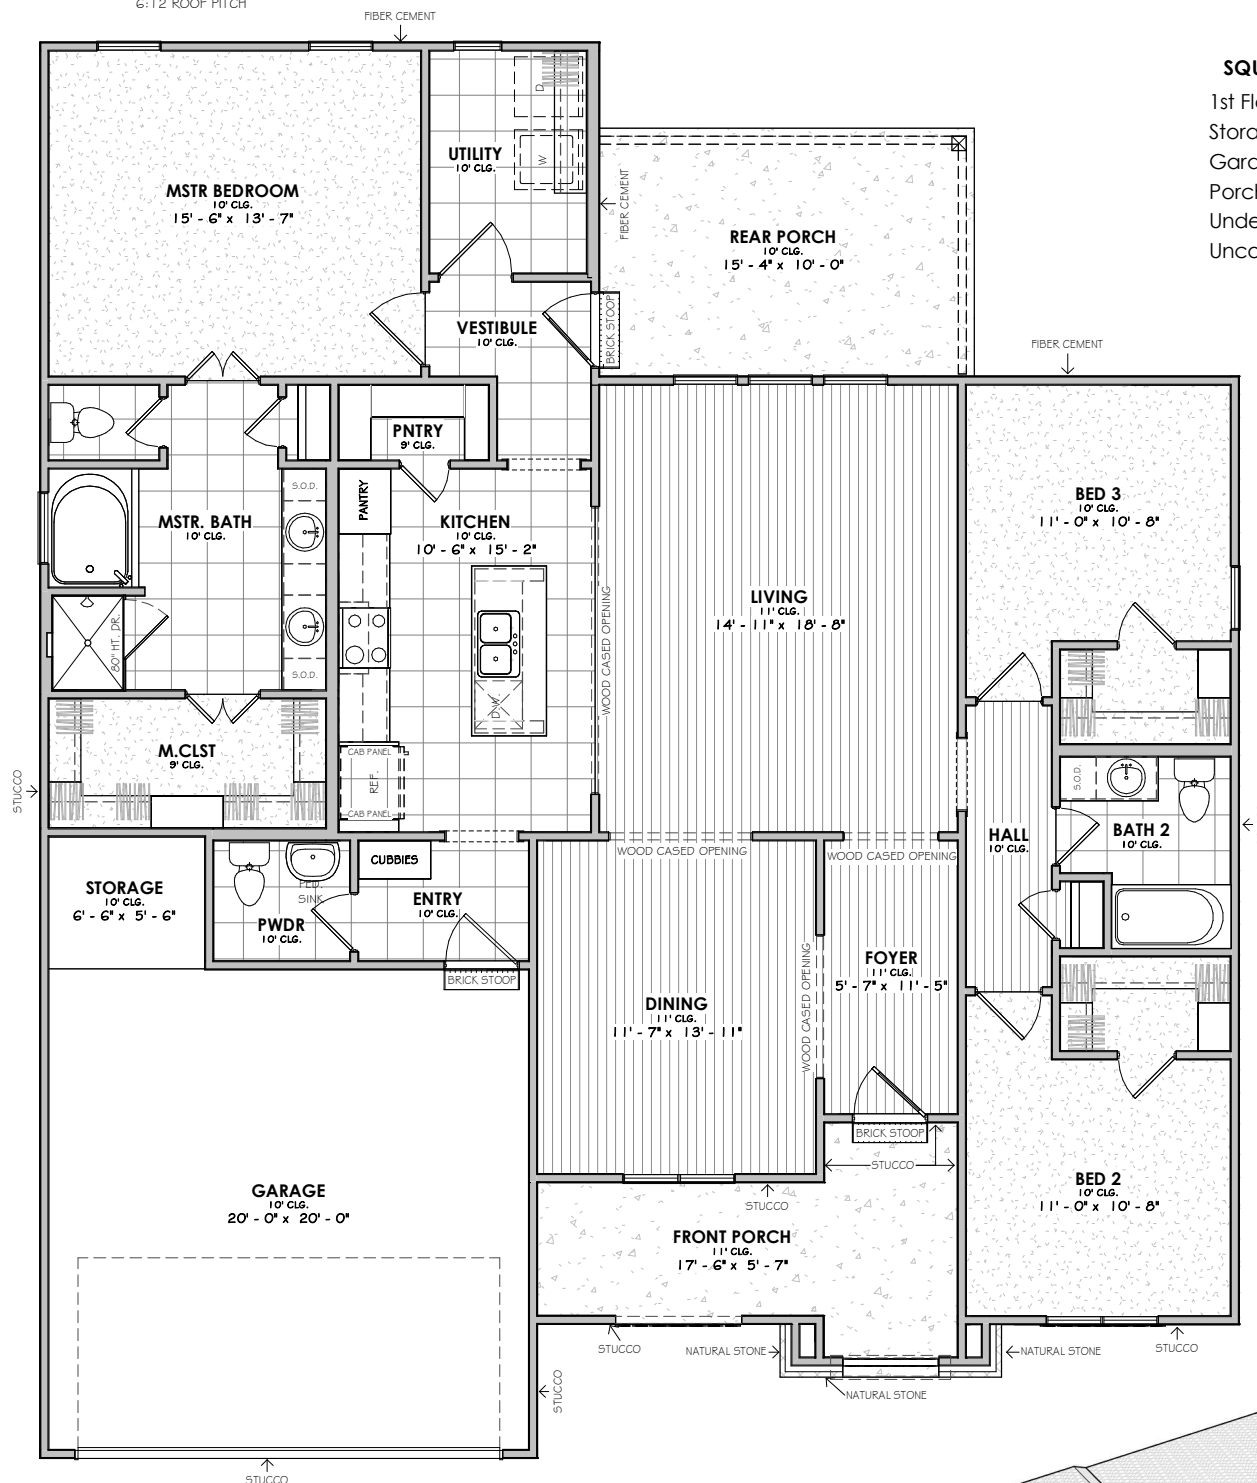 6:12 ROOF PITCH
FIBER CEMENT
SQU
1st Flo
Stora
Gara
Porch
Unde
Unco
MSTR BEDROOM
10' CLG.
15' - 6" x 13' - 7"
UTILITY
10' CLG.
D
W
FIBER CEMENT
REAR PORCH
10' CLG.
15' - 4" x 10' - 0"
VESTIBULE
10' CLG.
BRICK STOOP
FIBER CEMENT
PNTRY
9' CLG.
PANTRY
S.O.D.
MSTR. BATH
10' CLG.
KITCHEN
10' CLG.
10' - 6" x 15' - 2"
BED 3
10' CLG.
11' - 0" x 10' - 8"
LIVING
11' CLG.
14' - 11" x 18' - 8"
WOOD CASED OPENING
80" HT. DR.
S.O.D.
D.W
M.CLST
9' CLG.
CAB PANEL
REF.
CAB PANEL
STUCCO
S.O.D.
BATH 2
10' CLG.
HALL
10' CLG.
WOOD CASED OPENING
WOOD CASED OPENING
CUBBIES
STORAGE
10' CLG.
6' - 6" x 5' - 6"
PED.
SINK
PWDR
10' CLG.
ENTRY
10' CLG.
BRICK STOOP
WOOD CASED OPENING
FOYER
11' CLG.
5' - 7" x 11' - 5"
DINING
11' CLG.
11' - 7" x 13' - 11"
BRICK STOOP
STUCCO
BED 2
10' CLG.
11' - 0" x 10' - 8"
GARAGE
10' CLG.
20' - 0" x 20' - 0"
STUCCO
FRONT PORCH
11' CLG.
17' - 6" x 5' - 7"
STUCCO
NATURAL STONE
NATURAL STONE
STUCCO
NATURAL STONE
STUCCO
STUCCO